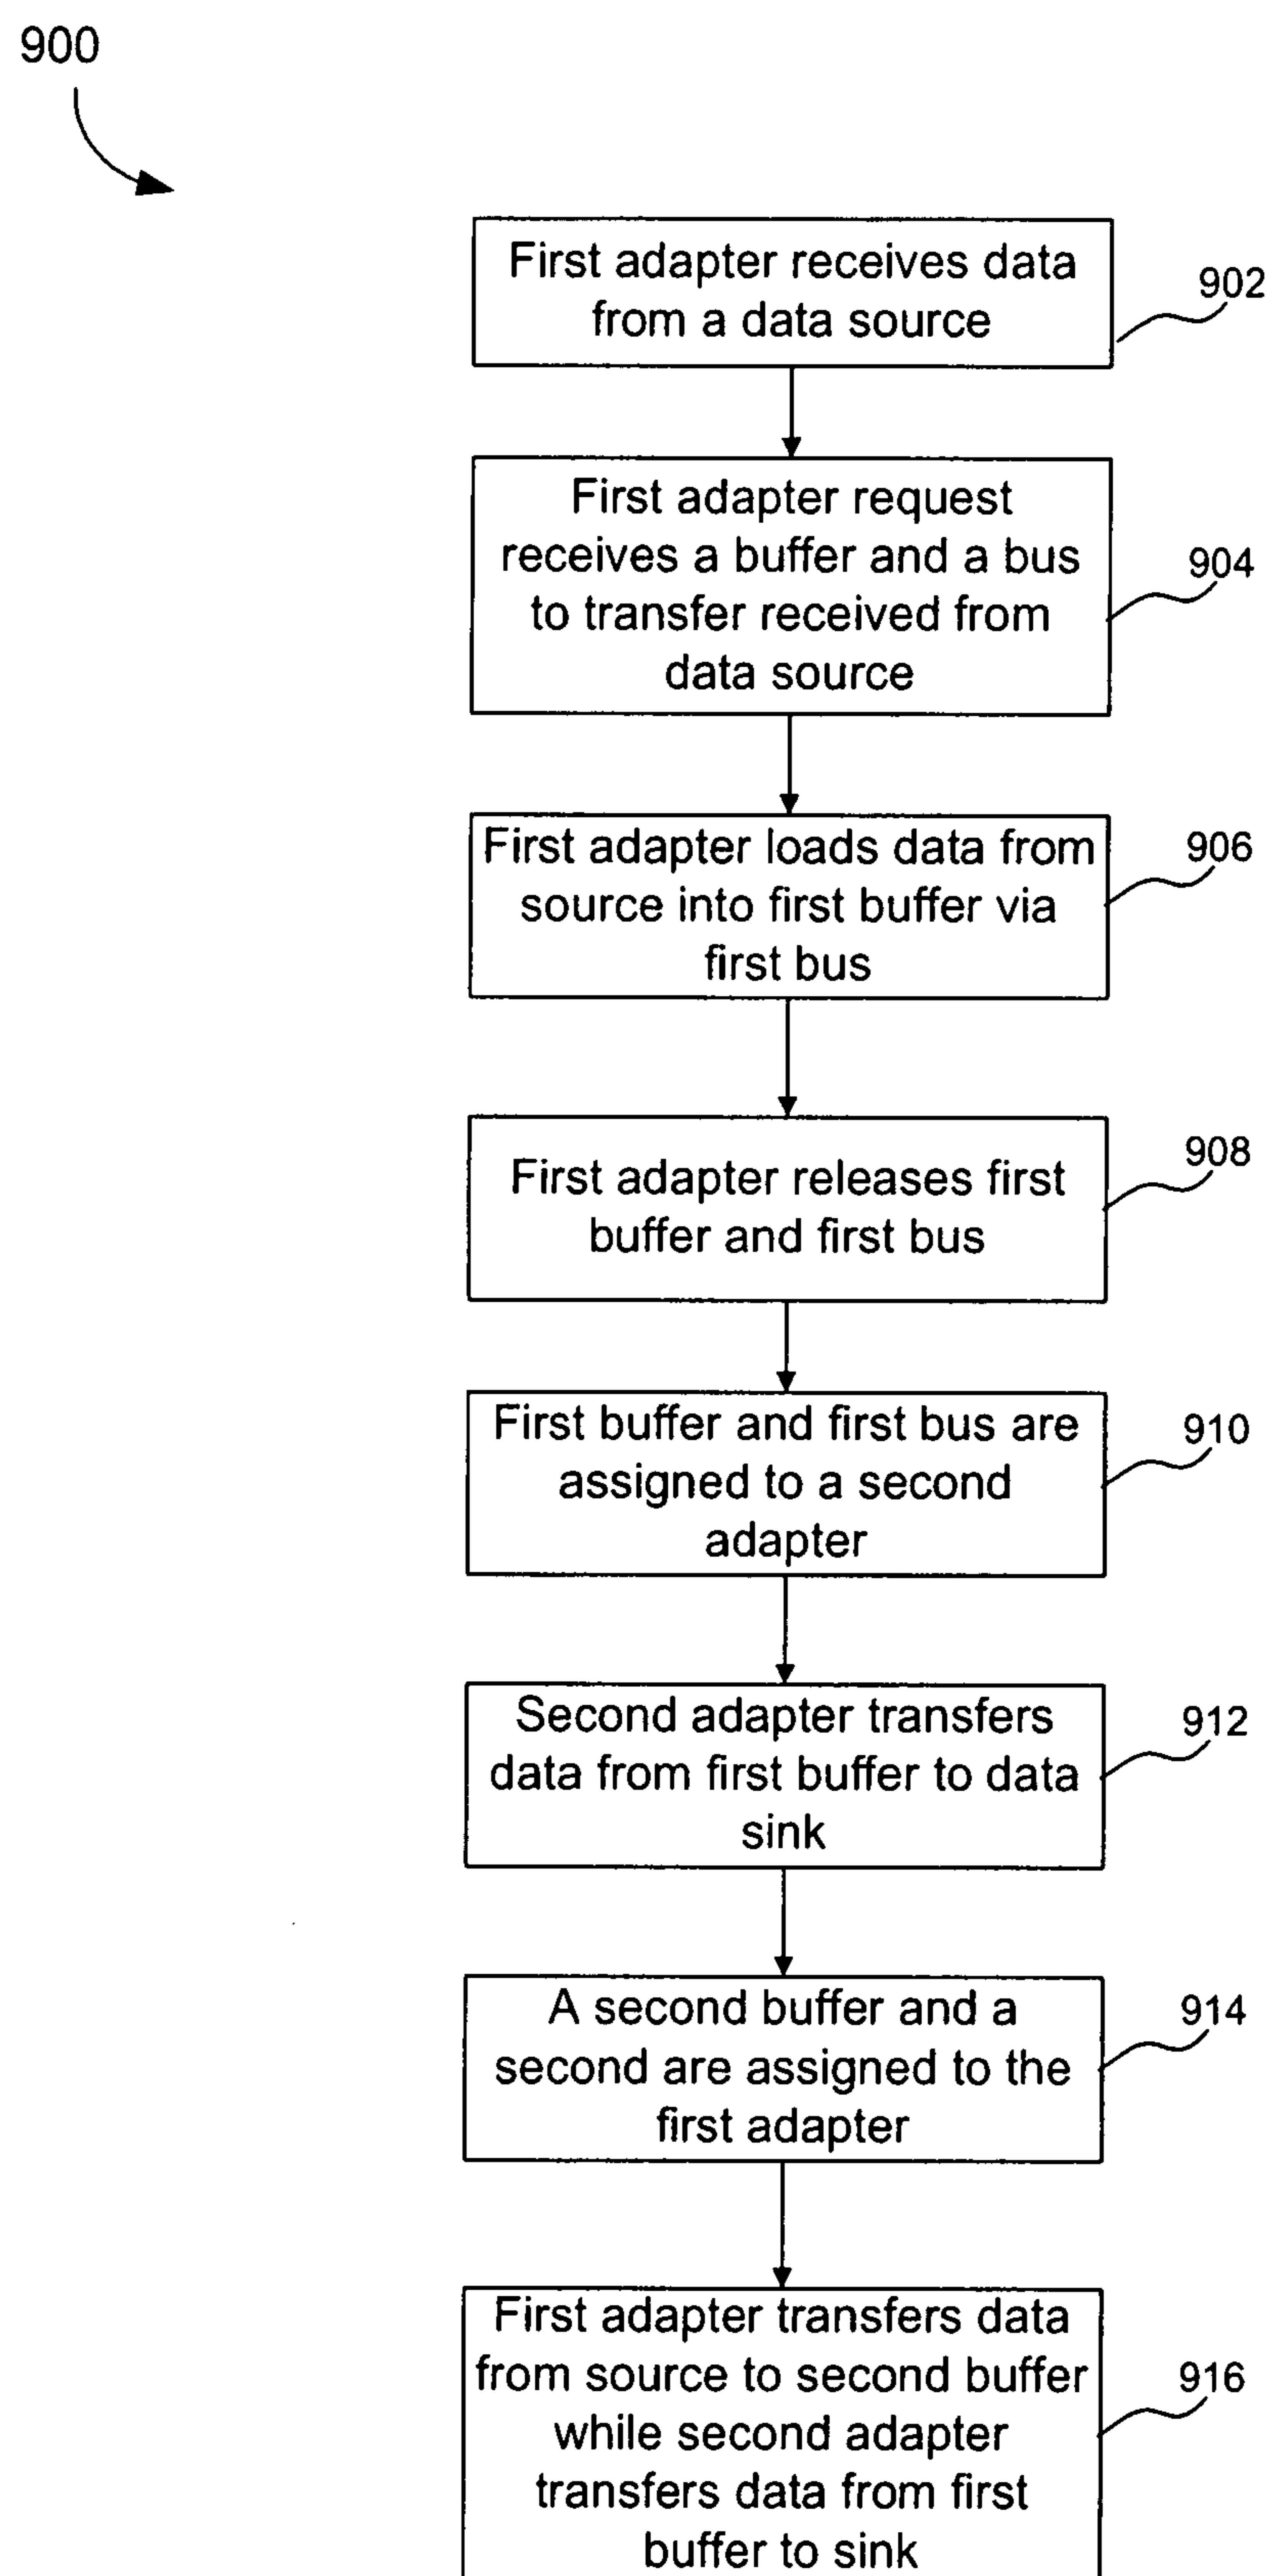 900
First adapter receives data
from a data source
902
First adapter request
receives a buffer and a bus
to transfer received from
data source
904
First adapter loads data from
source into first buffer via
first bus
906
First adapter releases first
buffer and first bus
908
First buffer and first bus are
assigned to a second
adapter
910
Second adapter transfers
data from first buffer to data
sink
912
A second buffer and a
second are assigned to the
first adapter
914
First adapter transfers data
from source to second buffer
while second adapter
transfers data from first
buffer to sink
916